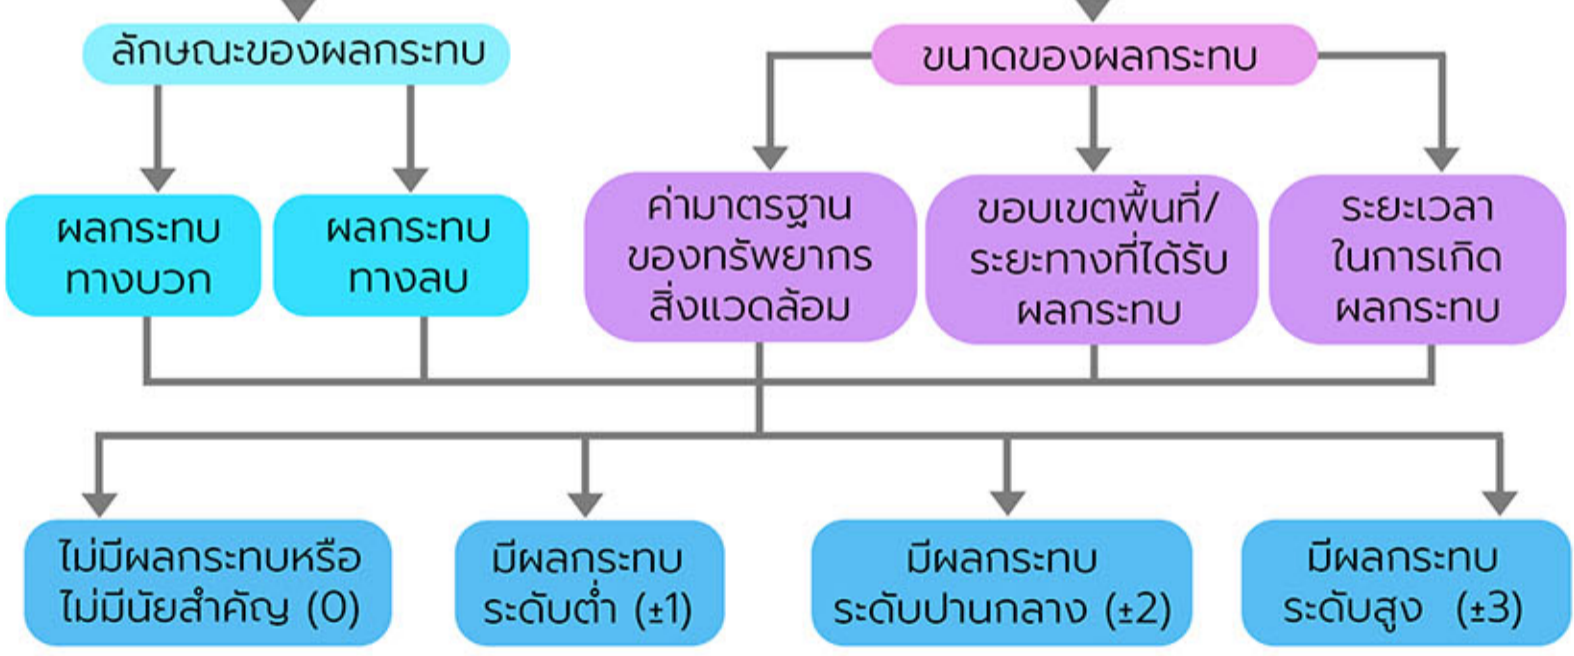 ลักษณะของผลกระทบ
ขนาดของผลกระทบ
ผลกระทบ
ทางบวก
ผลกระทบ
ทางลบ
ค่ามาตรฐาน
ของทรัพยากร
สิ่งแวดล้อม
ขอบเขตพื้นที่/
ระยะทางที่ได้รับ
ผลกระทบ
ระยะเวลา
ในการเกิด
ผลกระทบ
ไม่มีผลกระทบหรือ
ไม่มีนัยสำคัญ (0)
มีผลกระทบ
ระดับต่ำ (±1)
มีผลกระทบ
ระดับปานกลาง (±2)
มีผลกระทบ
ระดับสูง (±3)